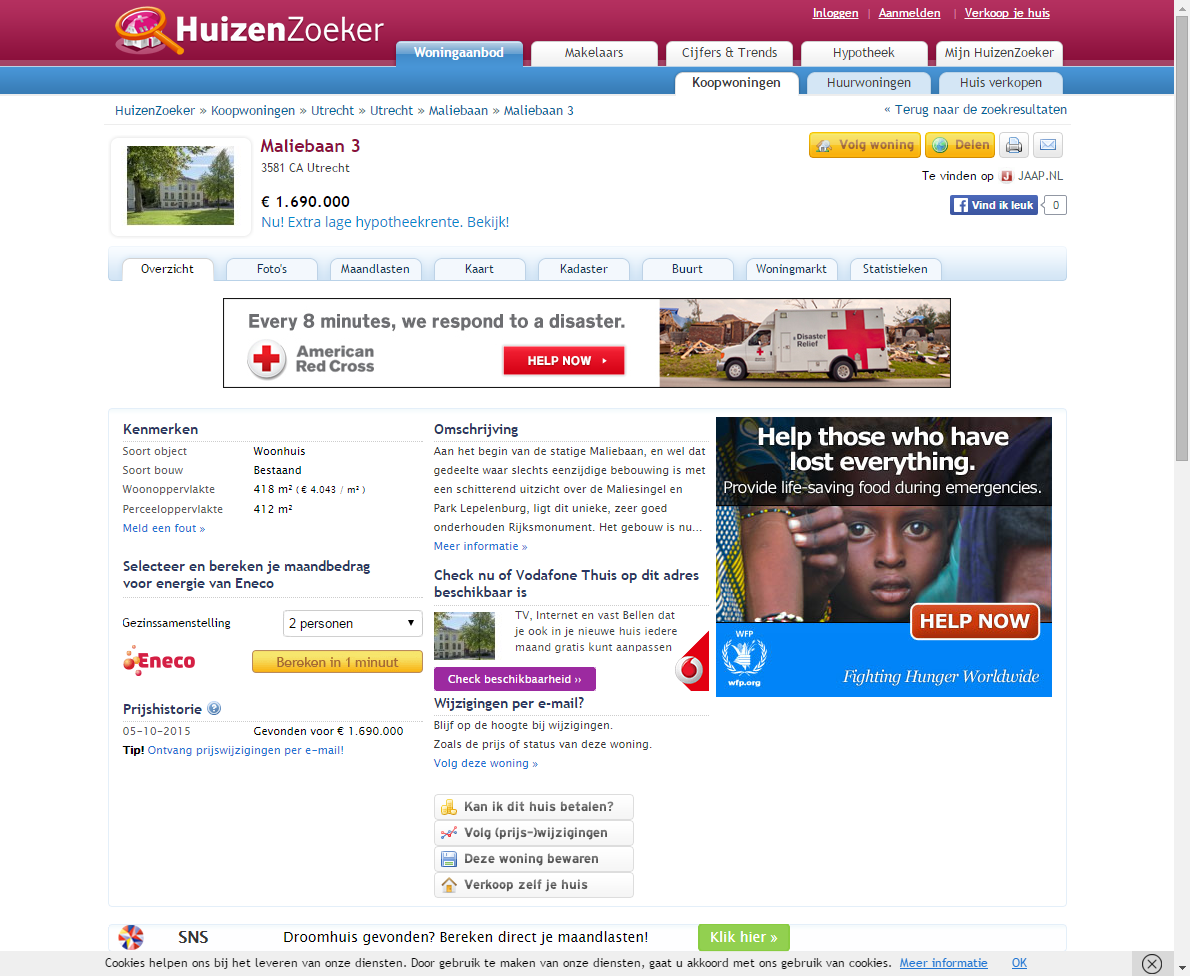 Inloggen | Aanmelden | Verkoop je huis
HuizenZoeker
Woningaanbod Makelaars Cijfers & Trends Hypotheek Mijn HuizenZoeker
Koopwoningen Huurwoningen Huis verkopen
HuizenZoeker » Koopwoningen » Utrecht » Utrecht » Maliebaan » Maliebaan 3
« Terug naar de zoekresultaten
Maliebaan 3
3581 CA Utrecht
€ 1.690.000
Nu! Extra lage hypotheekrente. Bekijk!
Volg woning Delen
Te vinden op JAAP.NL
Vind ik leuk 0
Overzicht Foto's Maandlasten Kaart Kadaster Buurt Woningmarkt Statistieken
Every 8 minutes, we respond to a disaster.
American
Red Cross
HELP NOW
Disaster
Relief
Kenmerken
Soort object Woonhuis
Soort bouw Bestaand
Woonoppervlakte 418 m² ( € 4.043 / m² )
Perceeloppervlakte 412 m²
Meld een fout »
Selecteer en bereken je maandbedrag
voor energie van Eneco
Gezinssamenstelling 2 personen
Eneco Bereken in 1 minuut
Prijshistorie ?
05-10-2015 Gevonden voor € 1.690.000
Tip! Ontvang prijswijzigingen per e-mail!
Omschrijving
Aan het begin van de statige Maliebaan, en wel dat
gedeelte waar slechts eenzijdige bebouwing is met
een schitterend uitzicht over de Maliesingel en
Park Lepelenburg, ligt dit unieke, zeer goed
onderhouden Rijksmonument. Het gebouw is nu...
Meer informatie »
Check nu of Vodafone Thuis op dit adres
beschikbaar is
TV, Internet en vast Bellen dat
je ook in je nieuwe huis iedere
maand gratis kunt aanpassen
Check beschikbaarheid ››
Wijzigingen per e-mail?
Blijf op de hoogte bij wijzigingen.
Zoals de prijs of status van deze woning.
Volg deze woning »
Kan ik dit huis betalen?
Volg (prijs-)wijzigingen
Deze woning bewaren
Verkoop zelf je huis
Help those who have
lost everything.
Provide life-saving food during emergencies.
HELP NOW
WFP
wfp.org
Fighting Hunger Worldwide
SNS Droomhuis gevonden? Bereken direct je maandlasten! Klik hier »
Cookies helpen ons bij het leveren van onze diensten. Door gebruik te maken van onze diensten, gaat u akkoord met ons gebruik van cookies. Meer informatie OK